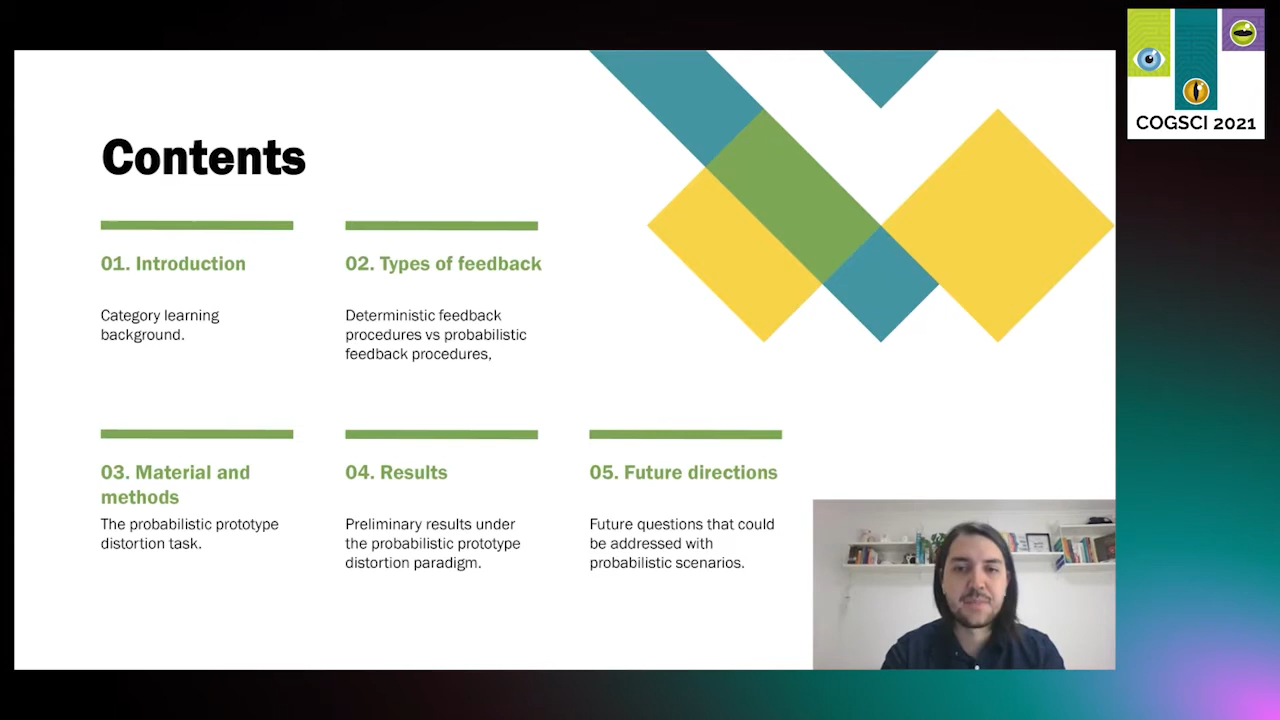 COGSCI 2021
Contents
01. Introduction
Category learning
background.
02. Types of feedback
Deterministic feedback
procedures vs probabilistic
feedback procedures,
03. Material and
methods
The probabilistic prototype
distortion task.
04. Results
Preliminary results under
the probabilistic prototype
distortion paradigm.
05. Future directions
Future questions that could
be addressed with
probabilistic scenarios.